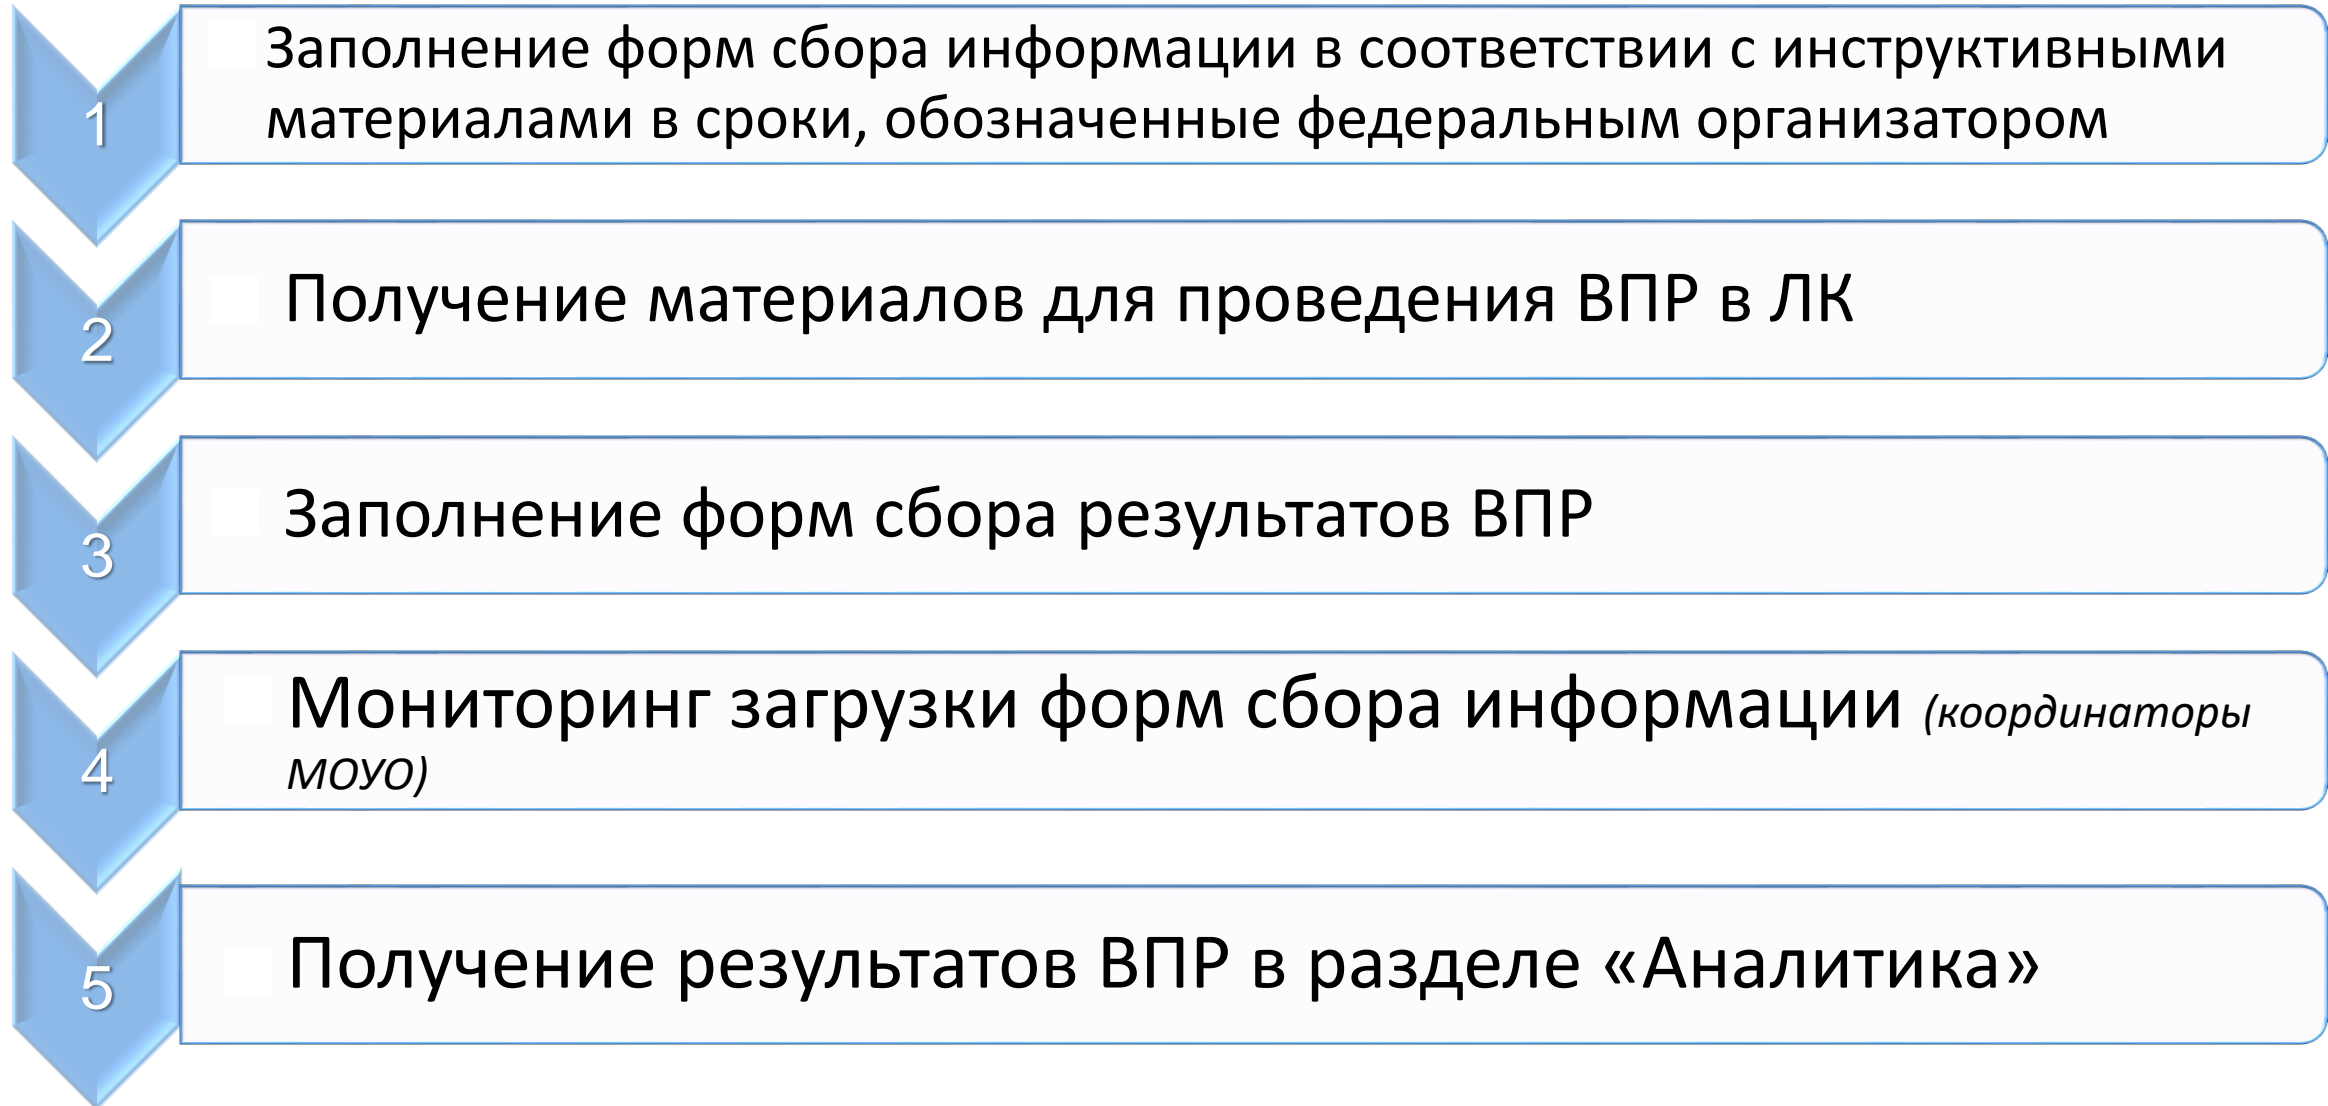 1
Заполнение форм сбора информации в соответствии с инструктивными
материалами в сроки, обозначенные федеральным организатором
2
Получение материалов для проведения ВПР в ЛК
3
Заполнение форм сбора результатов ВПР
4
Мониторинг загрузки форм сбора информации (координаторы
МОУО)
5
Получение результатов ВПР в разделе «Аналитика»